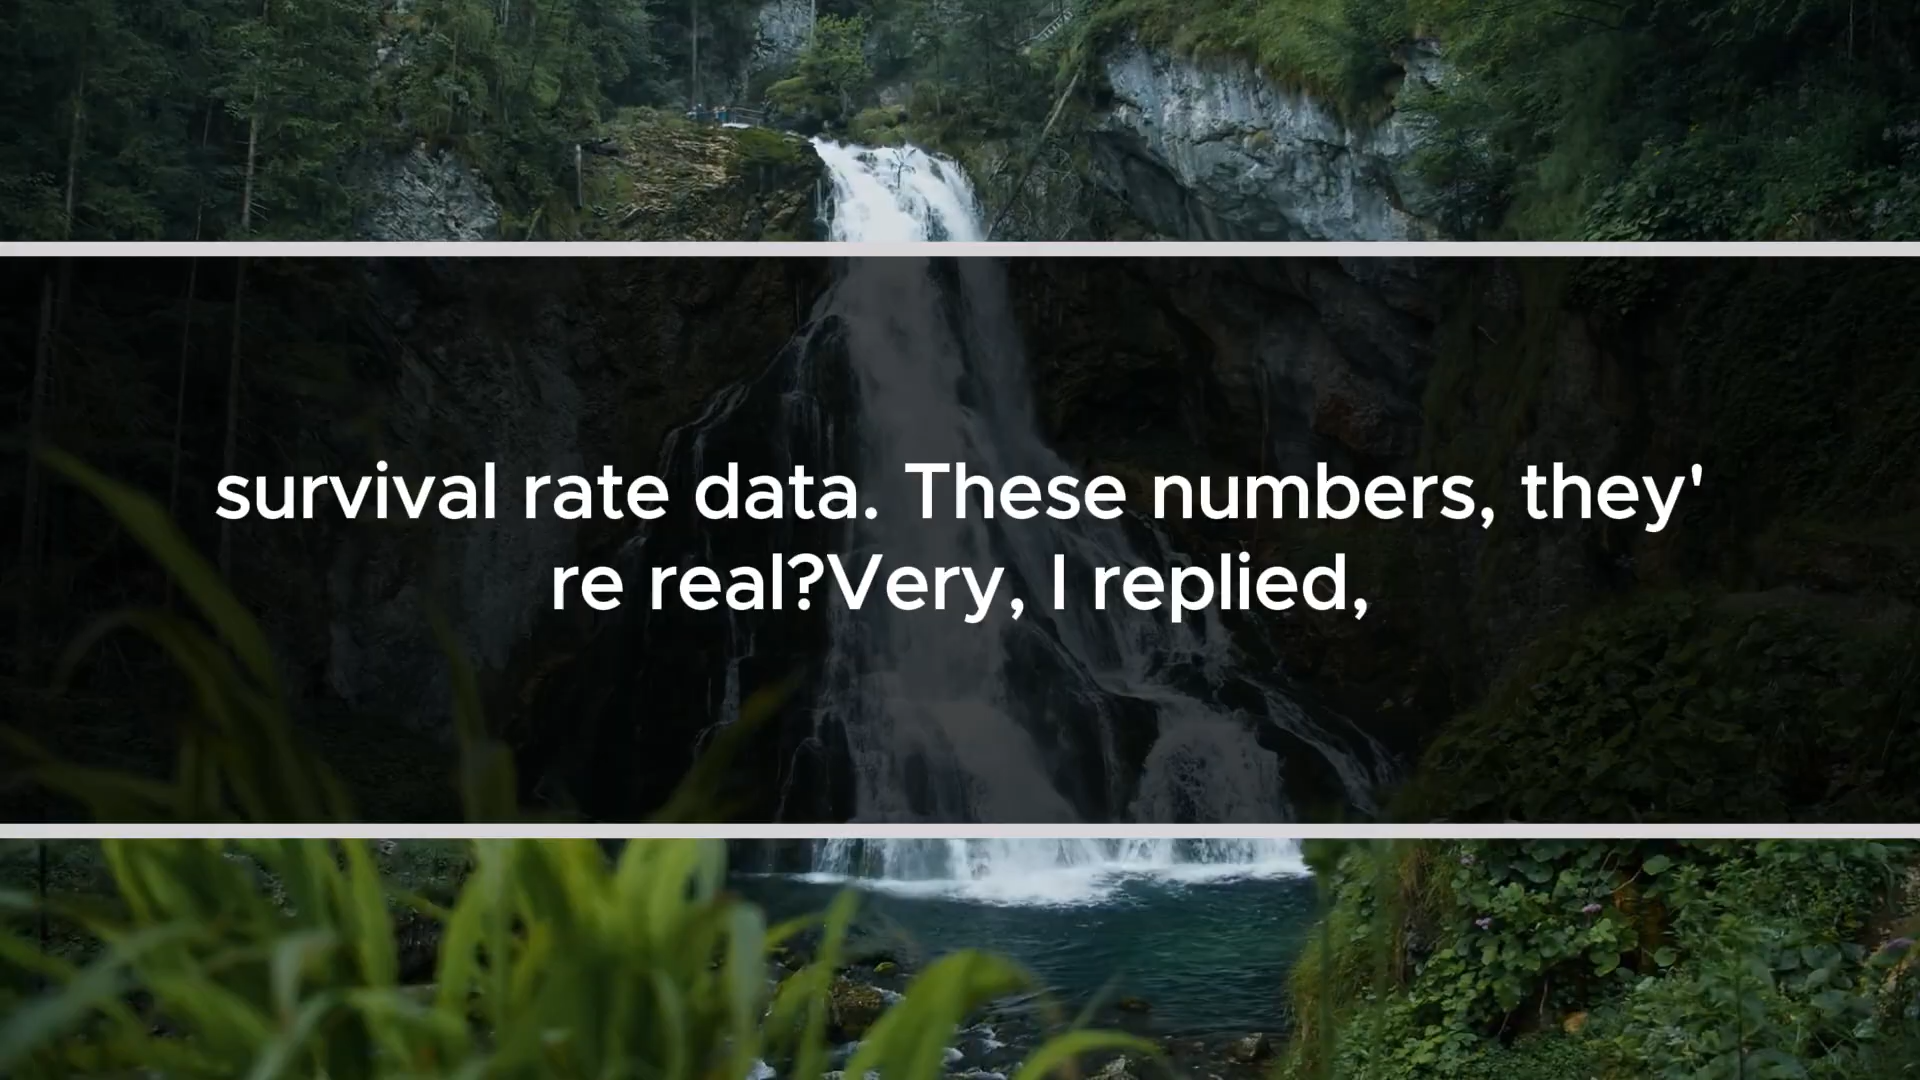 survival rate data. These numbers, they'
re real?Very, I replied,